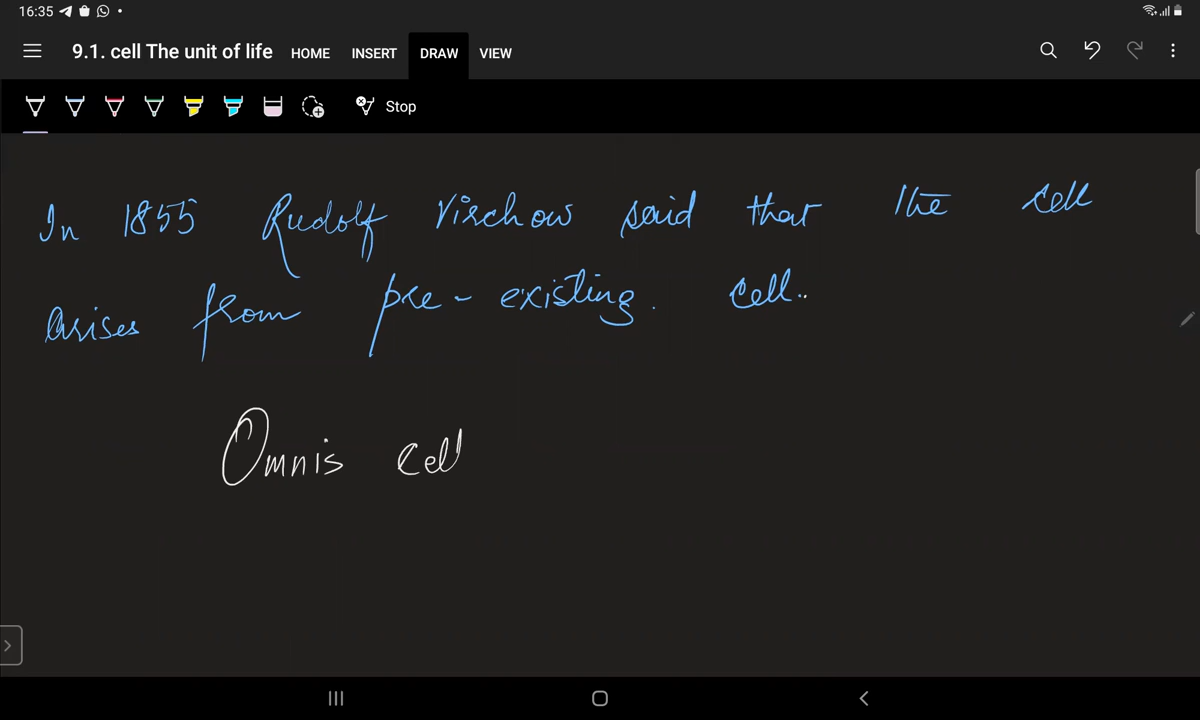 16:35
9.1. cell The unit of life HOME INSERT DRAW VIEW
Stop
In 1855 Rudolf Virchow said that the cell
arises from pre-existing. cell..
Omnis cell